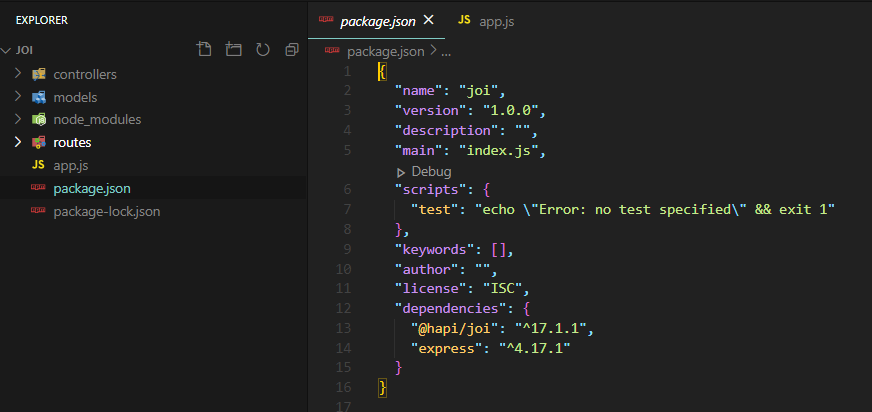 EXPLORER
JOI
controllers
models
node_modules
routes
JS app.js
package.json
package-lock.json
package.json
JS app.js
package.json > ...
1 {
2 "name": "joi",
3 "version": "1.0.0",
4 "description": "",
5 "main": "index.js",
Debug
6 "scripts": {
7 "test": "echo \"Error: no test specified\" && exit 1"
8 },
9 "keywords": [],
10 "author": "",
11 "license": "ISC",
12 "dependencies": {
13 "@hapi/joi": "^17.1.1",
14 "express": "^4.17.1"
15 }
16 }
17